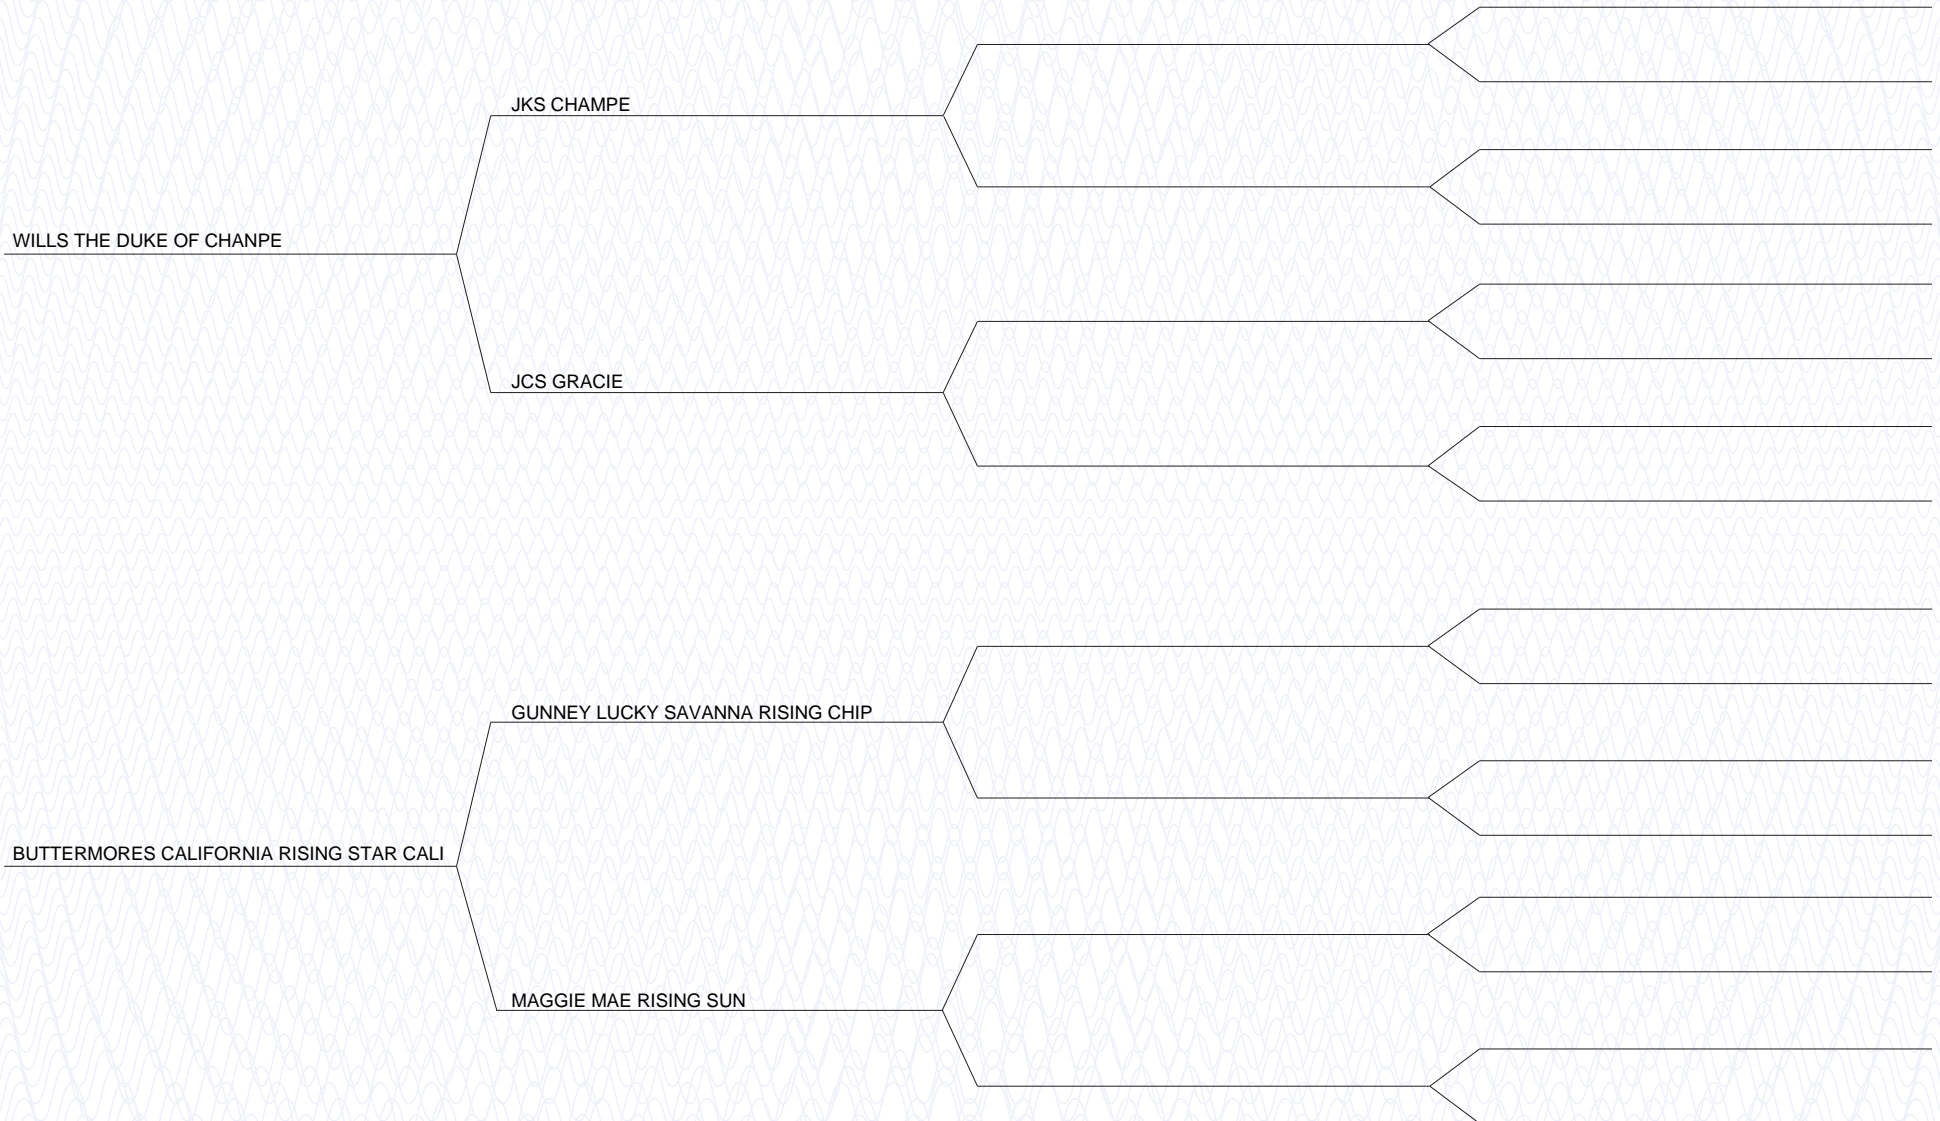 JKS CHAMPE
WILLS THE DUKE OF CHANPE
JCS GRACIE
GUNNEY LUCKY SAVANNA RISING CHIP
BUTTERMORES CALIFORNIA RISING STAR CALI
MAGGIE MAE RISING SUN